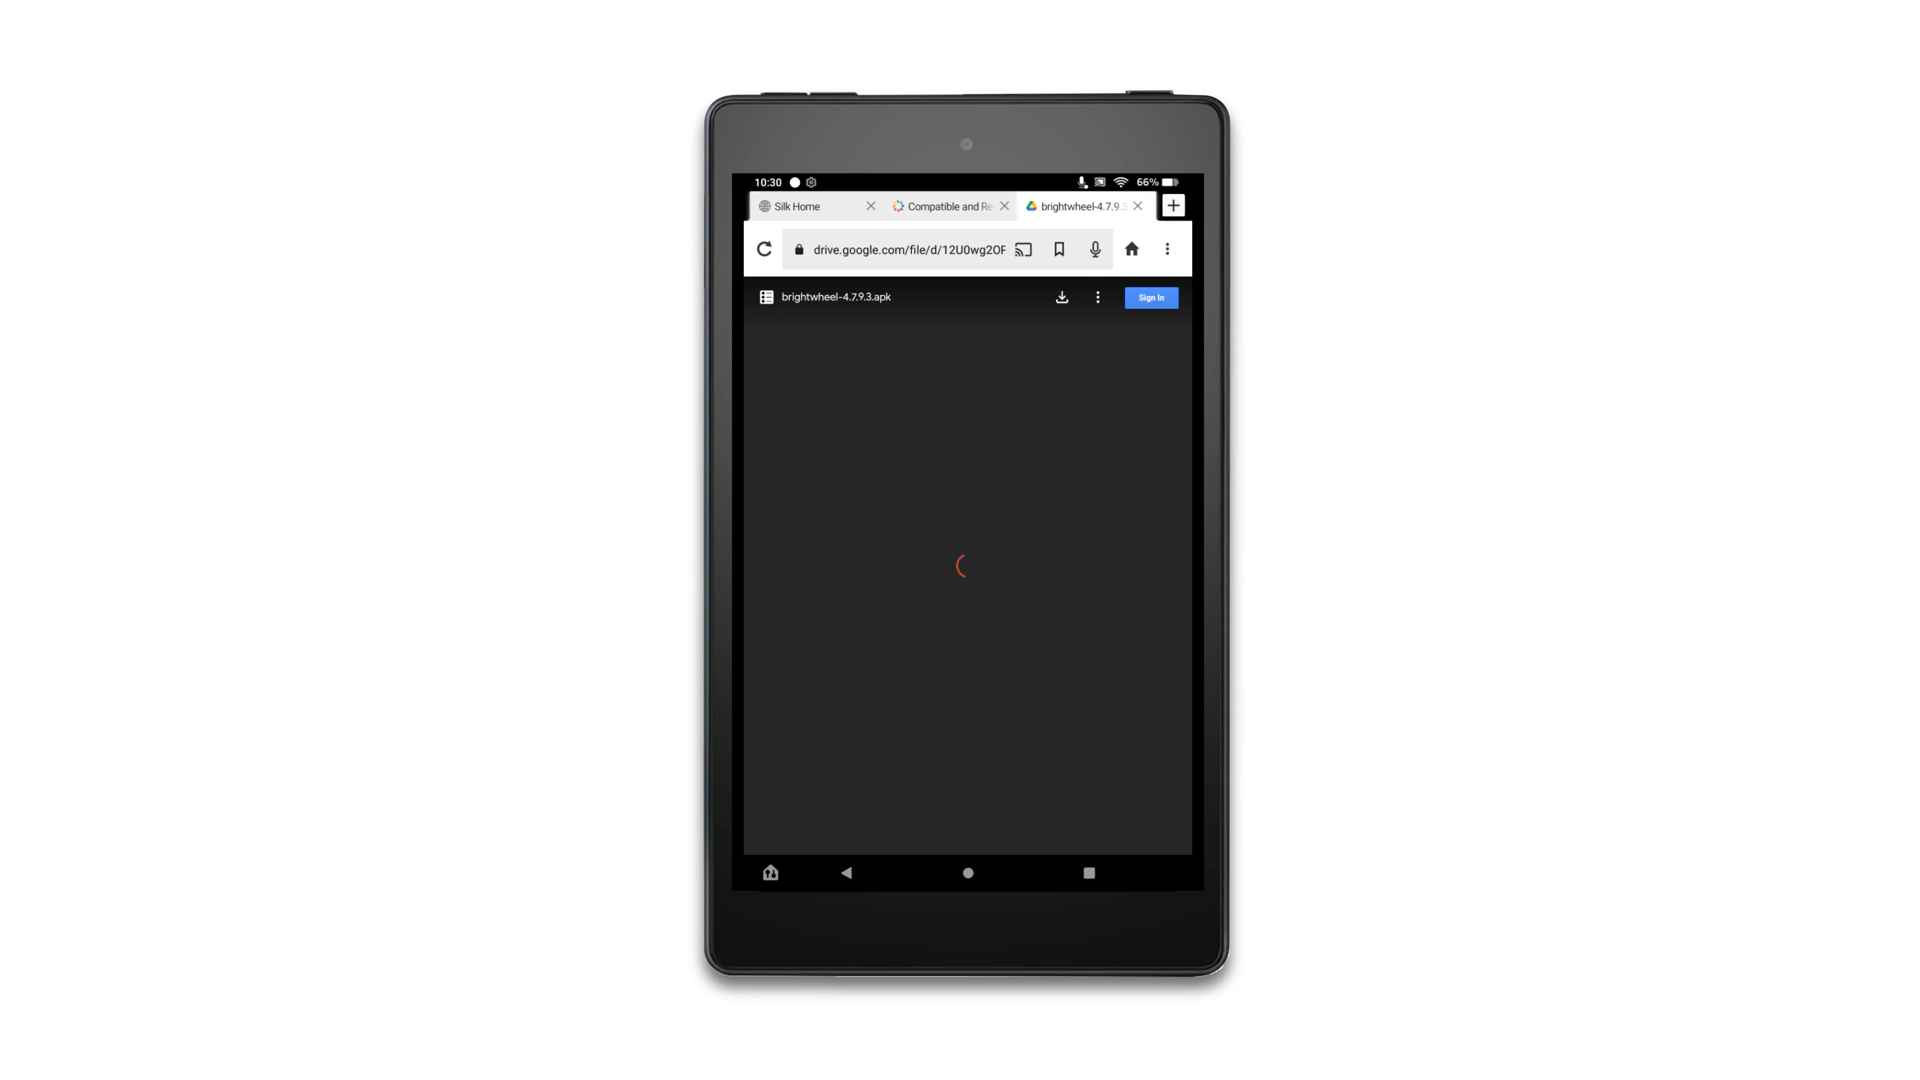 10:30
66%
Silk Home
Compatible and Re
brightwheel-4.7.9.3
drive.google.com/file/d/12U0wg2OF
brightwheel-4.7.9.3.apk
Sign In